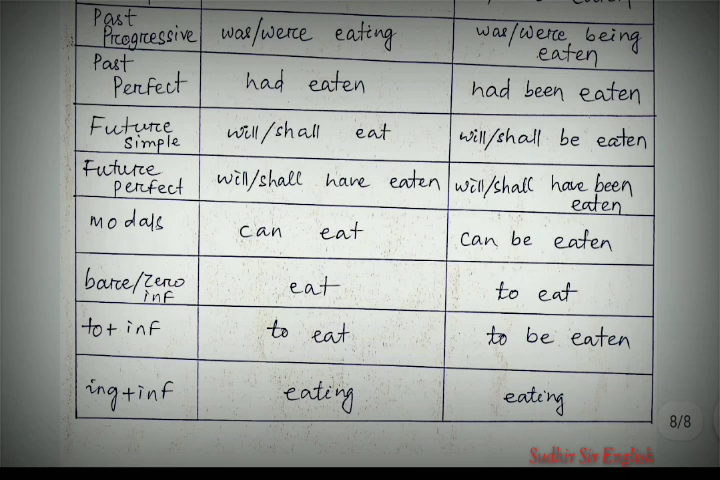 Past
Progressive was/were eating was/were being
eaten
Past
Perfect had eaten had been eaten
Future
Simple will/shall eat will/shall be eaten
Future
perfect will/shall have eaten will/shall have been
eaten
modals can eat can be eaten
bare/zero
inf eat to eat
to+ inf to eat to be eaten
ing+inf eating eating
8/8
Sudhir Sir English